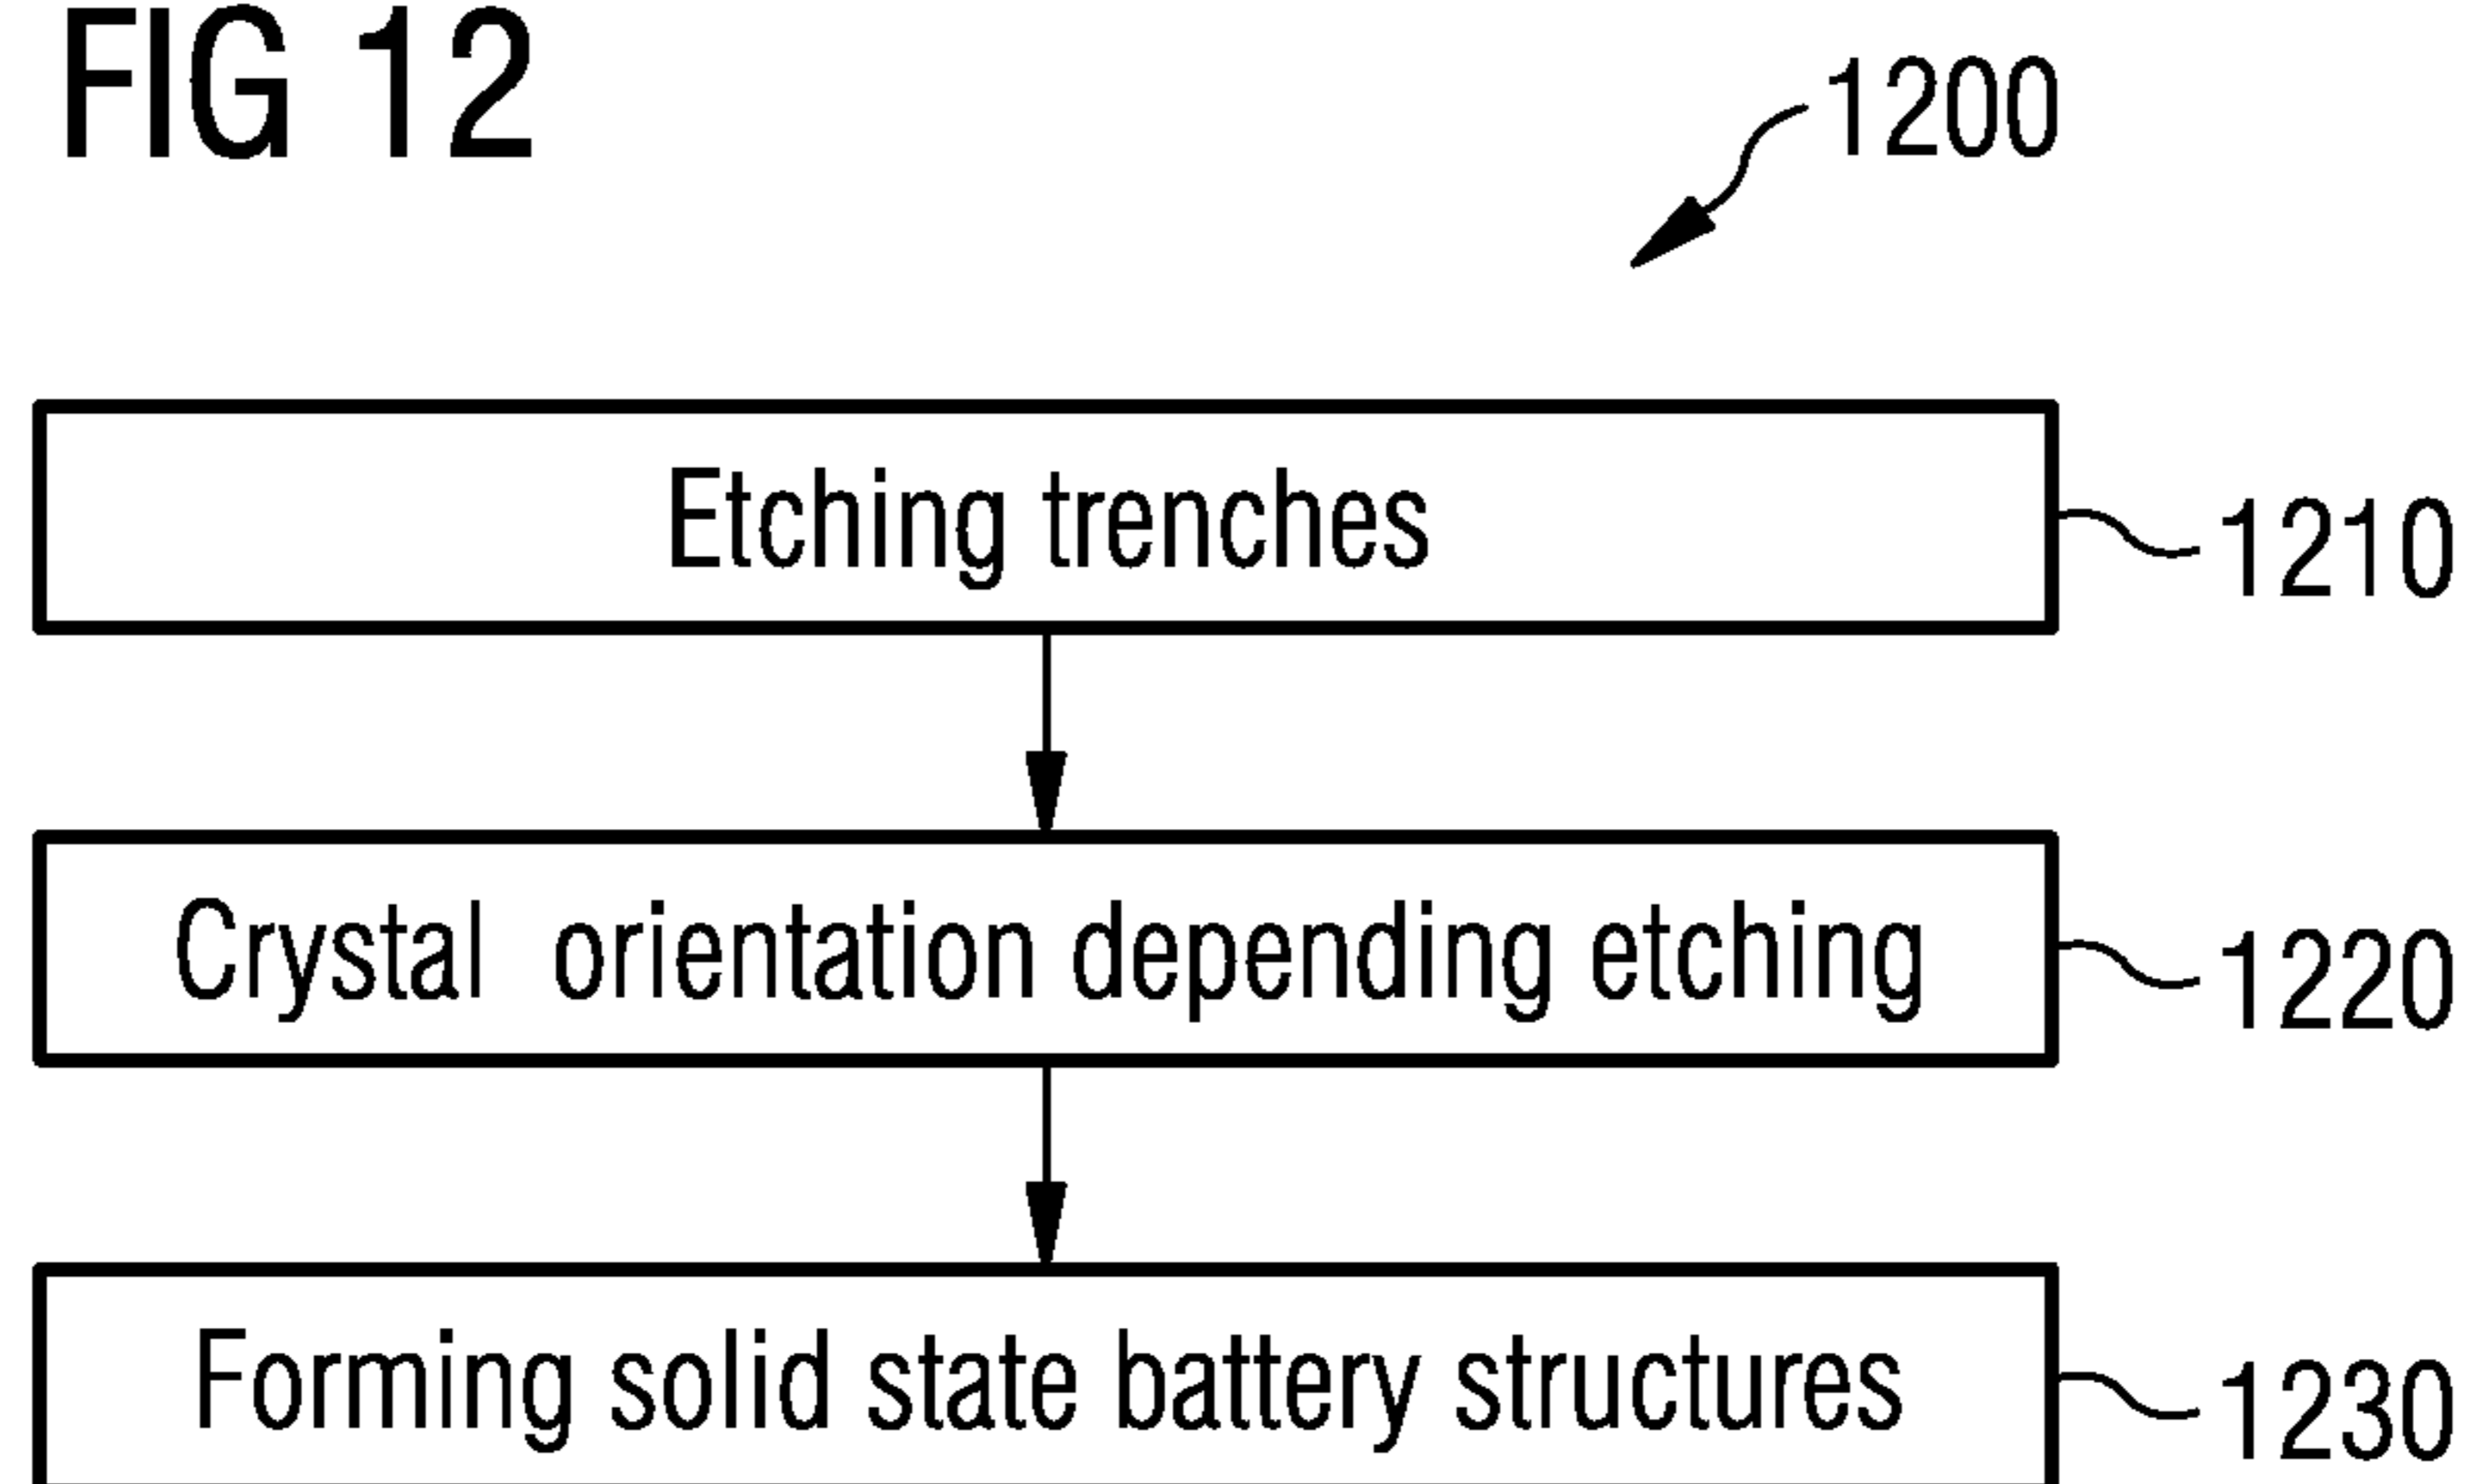 FIG 12
1200
Etching trenches
1210
Crystal orientation depending etching
1220
Forming solid state battery structures
1230